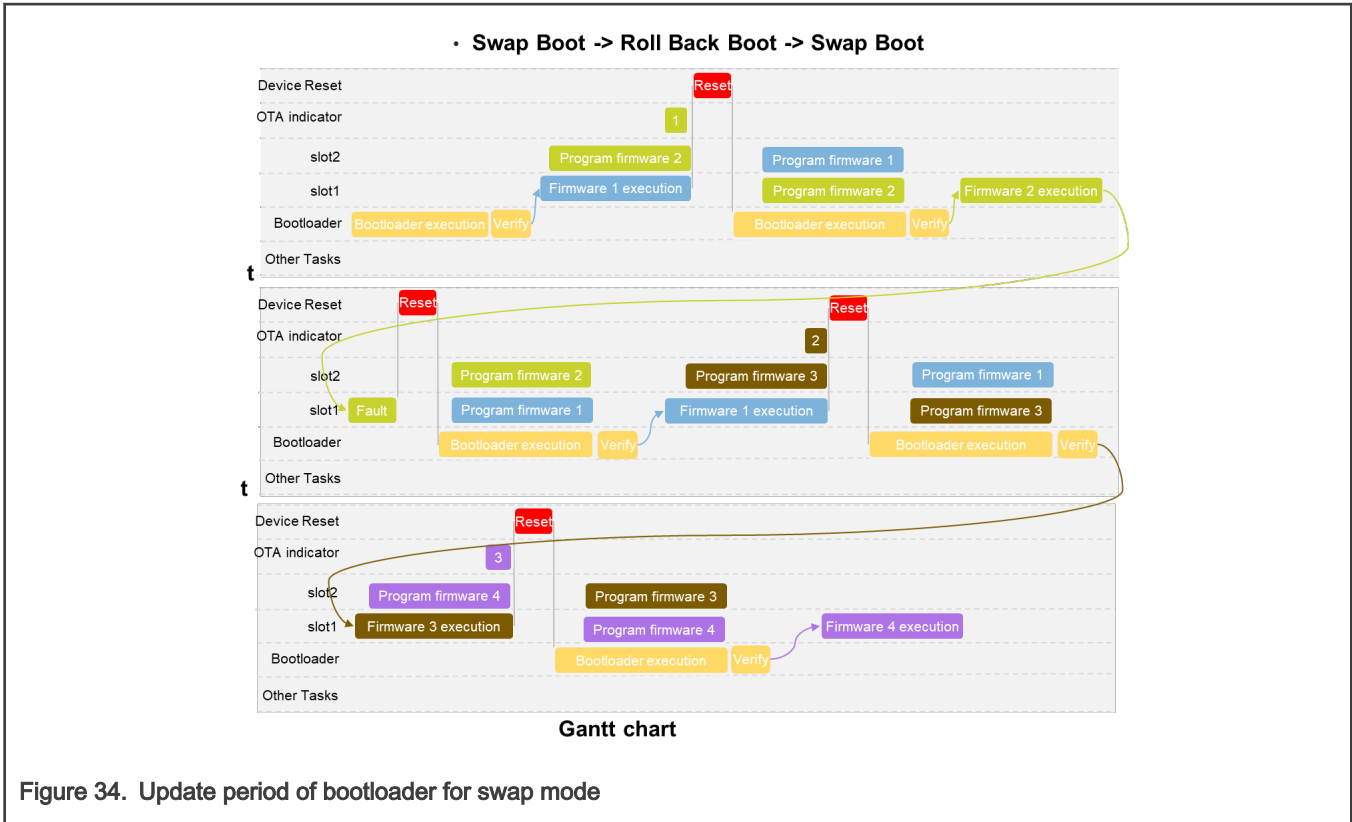 • Swap Boot -> Roll Back Boot -> Swap Boot
Device Reset
Reset
OTA indicator
1
slot2
Program firmware 2
Program firmware 1
slot1
Firmware 1 execution
Program firmware 2
Firmware 2 execution
Bootloader
Bootloader execution
Verify
Bootloader execution
Verify
Other Tasks
t
Device Reset
Reset
Reset
OTA indicator
2
slot2
Program firmware 2
Program firmware 3
Program firmware 1
slot1
Fault
Program firmware 1
Firmware 1 execution
Program firmware 3
Bootloader
Bootloader execution
Verify
Bootloader execution
Verify
Other Tasks
t
Device Reset
Reset
OTA indicator
3
slot2
Program firmware 4
Program firmware 3
slot1
Firmware 3 execution
Program firmware 4
Firmware 4 execution
Bootloader
Bootloader execution
Verify
Other Tasks
Gantt chart
Figure 34. Update period of bootloader for swap mode